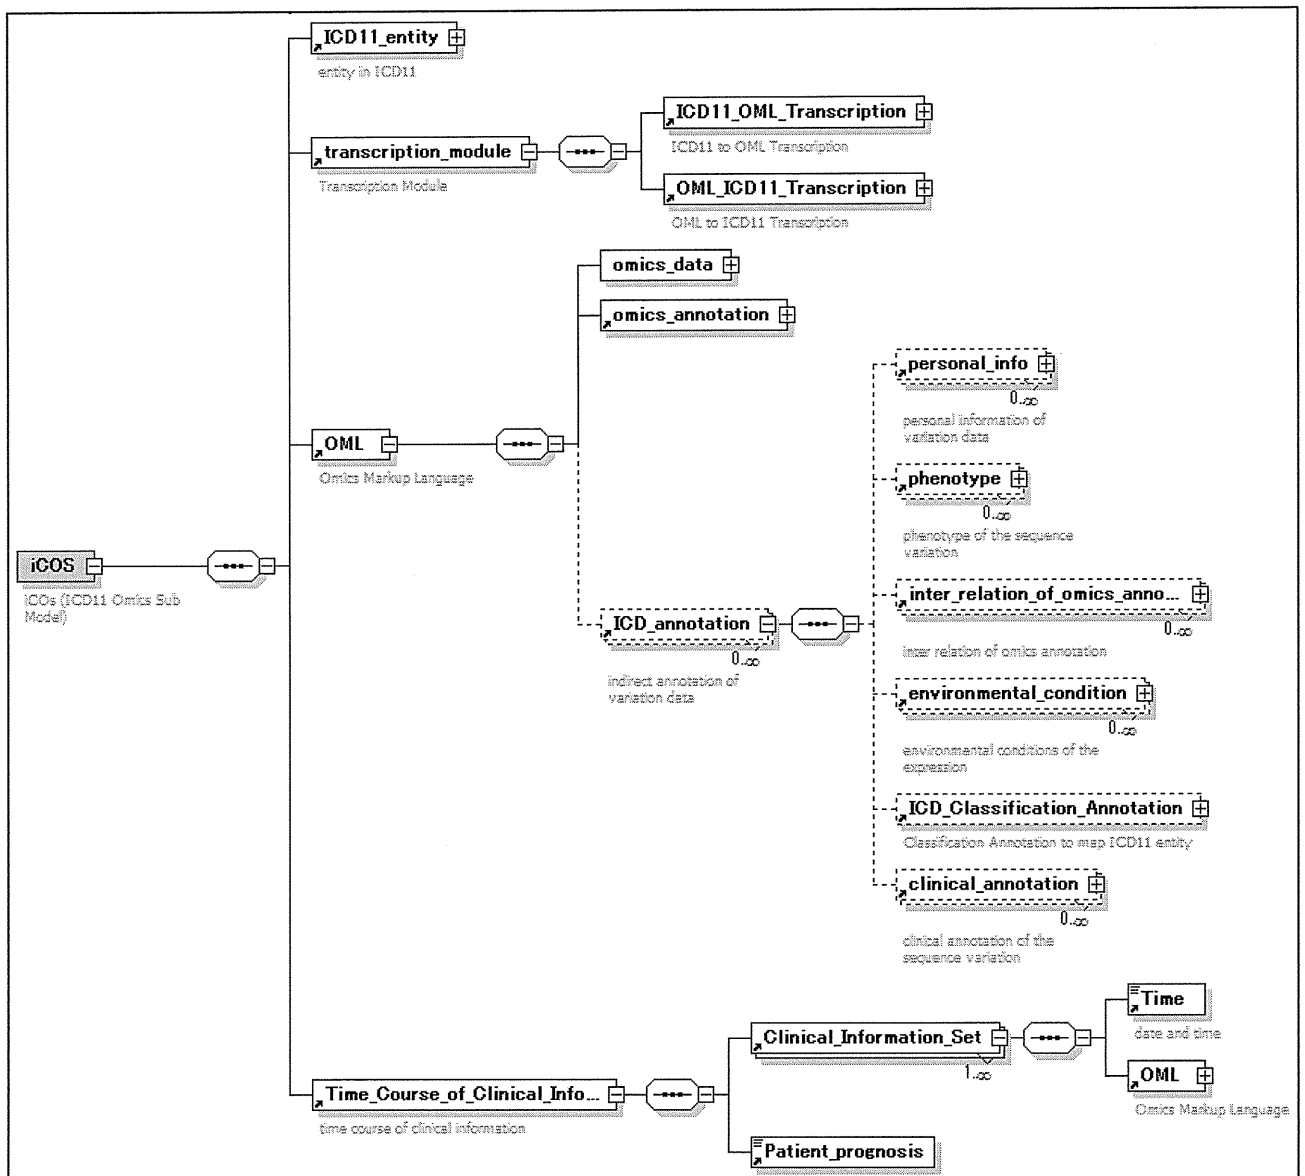 ICD11_entity
entity in ICD11
ICD11_OML_Transcription
ICD11 to OML Transcription
transcription_module
Transcription Module
OML_ICD11_Transcription
OML to ICD11 Transcription
omics_data
omics_annotation
personal_info
0..∞
personal information of
variation data
OML
Omics Markup Language
phenotype
0..∞
phenotype of the sequence
variation
iCOS
iCOs (ICD11 Omics Sub
Model)
inter_relation_of_omics_anno...
0..∞
inter relation of omics annotation
ICD_annotation
0..∞
indirect annotation of
variation data
environmental_condition
0..∞
environmental conditions of the
expression
ICD_Classification_Annotation
Classification Annotation to map ICD11 entity
clinical_annotation
0..∞
clinical annotation of the
sequence variation
Time
date and time
Clinical_Information_Set
1..∞
OML
Omics Markup Language
Time_Course_of_Clinical_Info...
time course of clinical information
Patient_prognosis